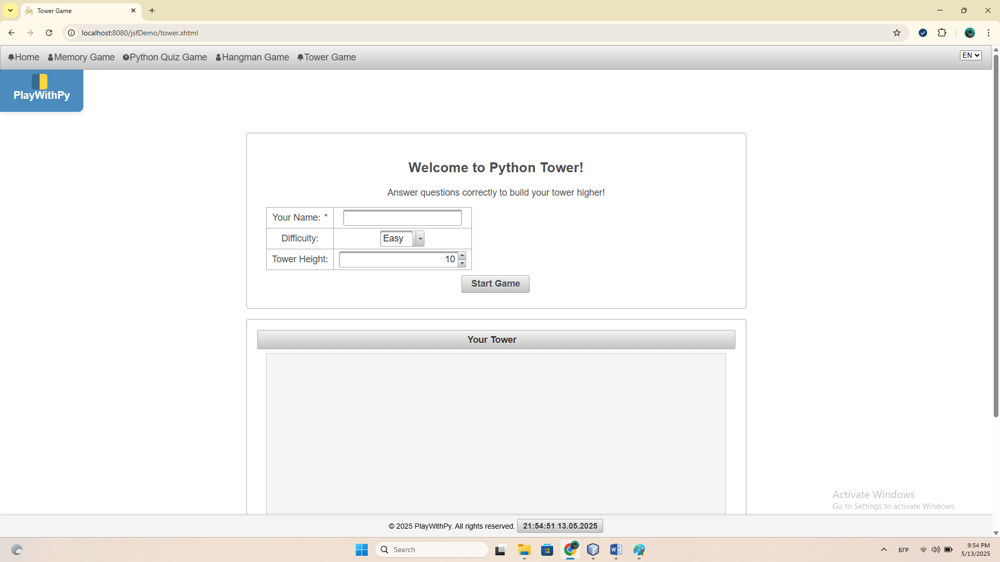 Tower Game
localhost:8080/jsfDemo/tower.xhtml
Home Memory Game Python Quiz Game Hangman Game Tower Game
EN
PlayWithPy
Welcome to Python Tower!
Answer questions correctly to build your tower higher!
Your Name: *
Difficulty: Easy
Tower Height: 10
Start Game
Your Tower
Activate Windows
Go to Settings to activate Windows.
© 2025 PlayWithPy. All rights reserved. 21:54:51 13.05.2025
Search
БГР
9:54 PM
5/13/2025